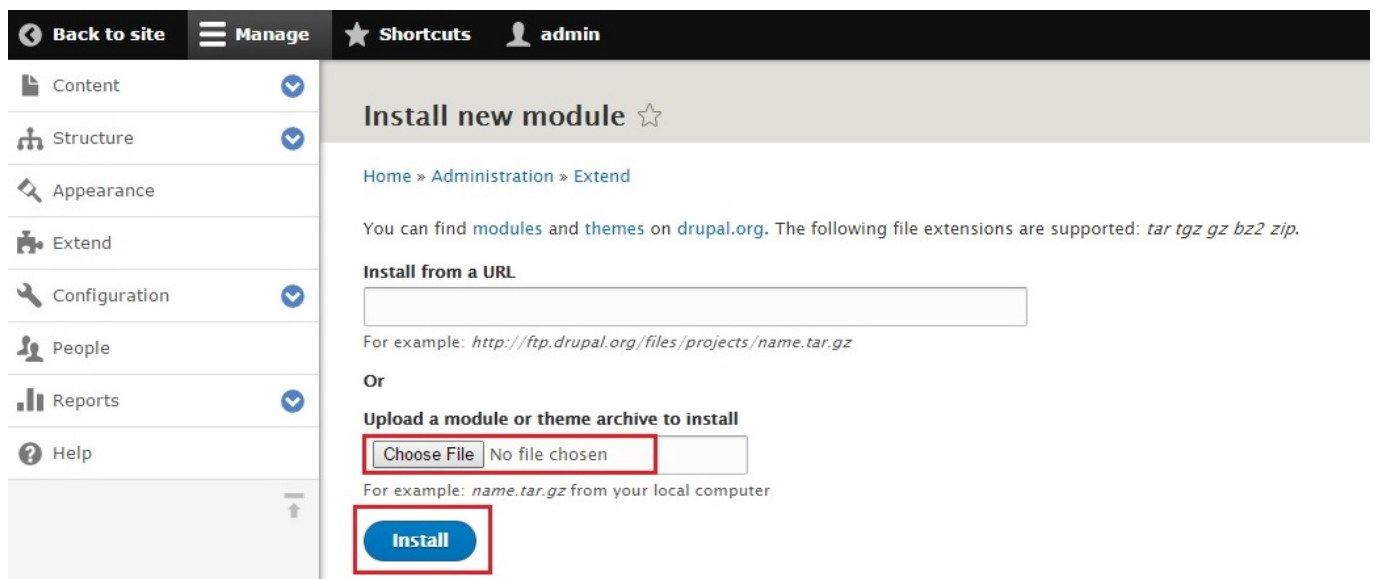 Back to site Manage Shortcuts admin
Content
Structure
Appearance
Extend
Configuration
People
Reports
Help
Install new module
Home » Administration » Extend
You can find modules and themes on drupal.org. The following file extensions are supported: tar tgz gz bz2 zip.
Install from a URL
For example: http://ftp.drupal.org/files/projects/name.tar.gz
Or
Upload a module or theme archive to install
Choose File No file chosen
For example: name.tar.gz from your local computer
Install